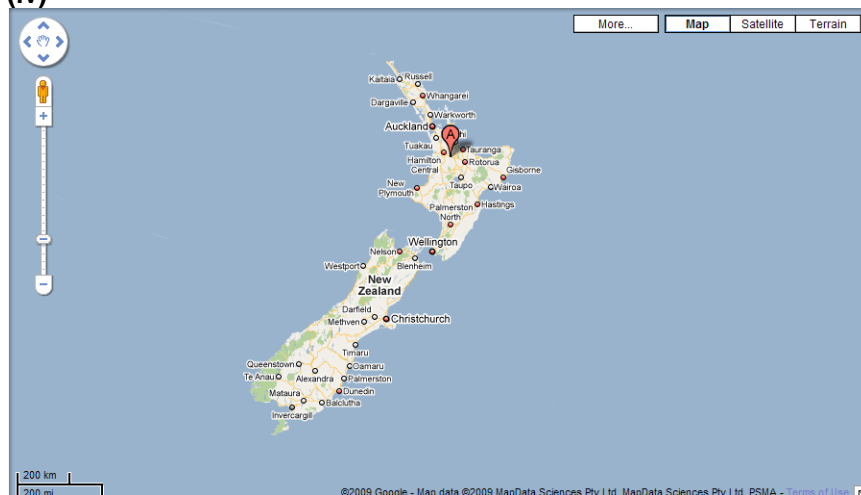 (IV)
More... Map Satellite Terrain
Kaitaia Russell
Whangarei
Dargaville
Warkworth
Auckland
A
Tuakau
Tauranga
Hamilton
Central
Rotorua
Gisborne
New
Plymouth
Taupo
Wairoa
Palmerston
North
Hastings
Wellington
Nelson
Westport
Blenheim
New
Zealand
Darfield
Methven
Christchurch
Timaru
Queenstown
Oamaru
Te Anau
Alexandra
Palmerston
Mataura
Dunedin
Balclutha
Invercargill
200 km
200 mi
©2009 Google - Map data ©2009 MapData Sciences Pty Ltd, MapData Sciences Pty Ltd, PSMA - Terms of Use